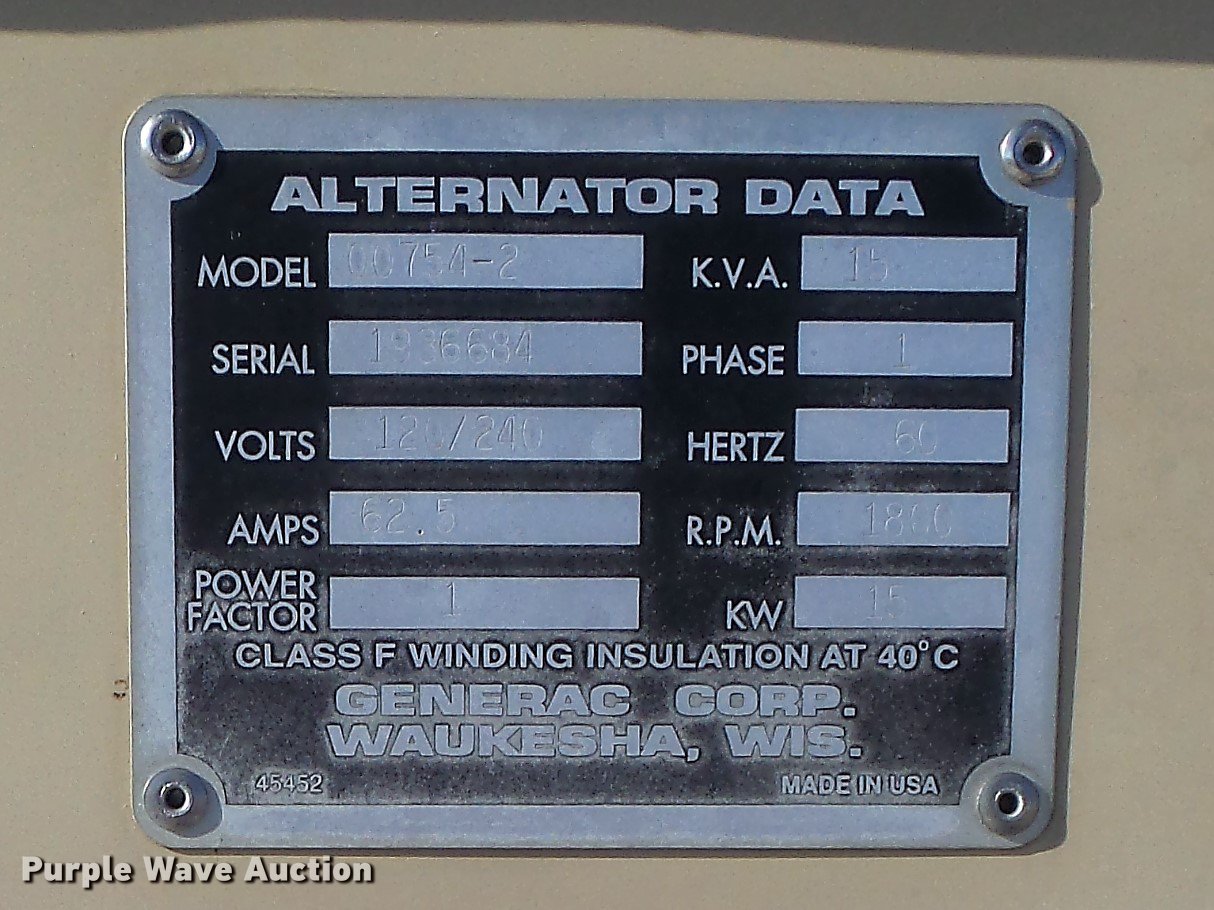 ALTERNATOR DATA
MODEL 00754-2 K.V.A. 15
SERIAL 1936684 PHASE 1
VOLTS 120/240 HERTZ 60
AMPS 62.5 R.P.M. 1800
POWER
FACTOR 1 KW 15
CLASS F WINDING INSULATION AT 40°C
GENERAC CORP.
WAUKESHA, WIS.
45452 MADE IN USA
Purple Wave Auction